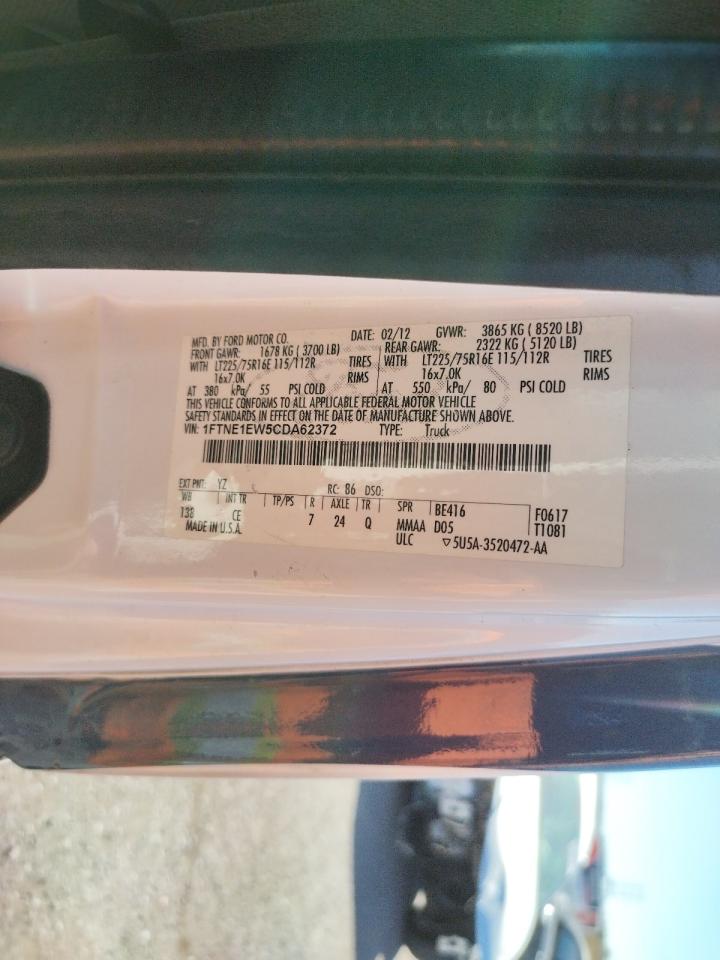 MFD. BY FORD MOTOR CO. DATE: 02/12 GVWR: 3865 KG ( 8520 LB)
FRONT GAWR: 1678 KG ( 3700 LB) REAR GAWR: 2322 KG ( 5120 LB)
WITH LT225/75R16E 115/112R TIRES WITH LT225/75R16E 115/112R TIRES
16x7.0K RIMS 16x7.0K RIMS
AT 380 kPa/ 55 PSI COLD AT 550 kPa/ 80 PSI COLD
THIS VEHICLE CONFORMS TO ALL APPLICABLE FEDERAL MOTOR VEHICLE
SAFETY STANDARDS IN EFFECT ON THE DATE OF MANUFACTURE SHOWN ABOVE.
VIN: 1FTNE1EW5CDA62372 TYPE: Truck
EXT PNT: YZ RC: 86 DSO:
WB INT TR TP/PS R AXLE TR SPR BE416 F0617
138 CE 7 24 Q MMAA D05 T1081
MADE IN U.S.A. ULC ▽5U5A-3520472-AA